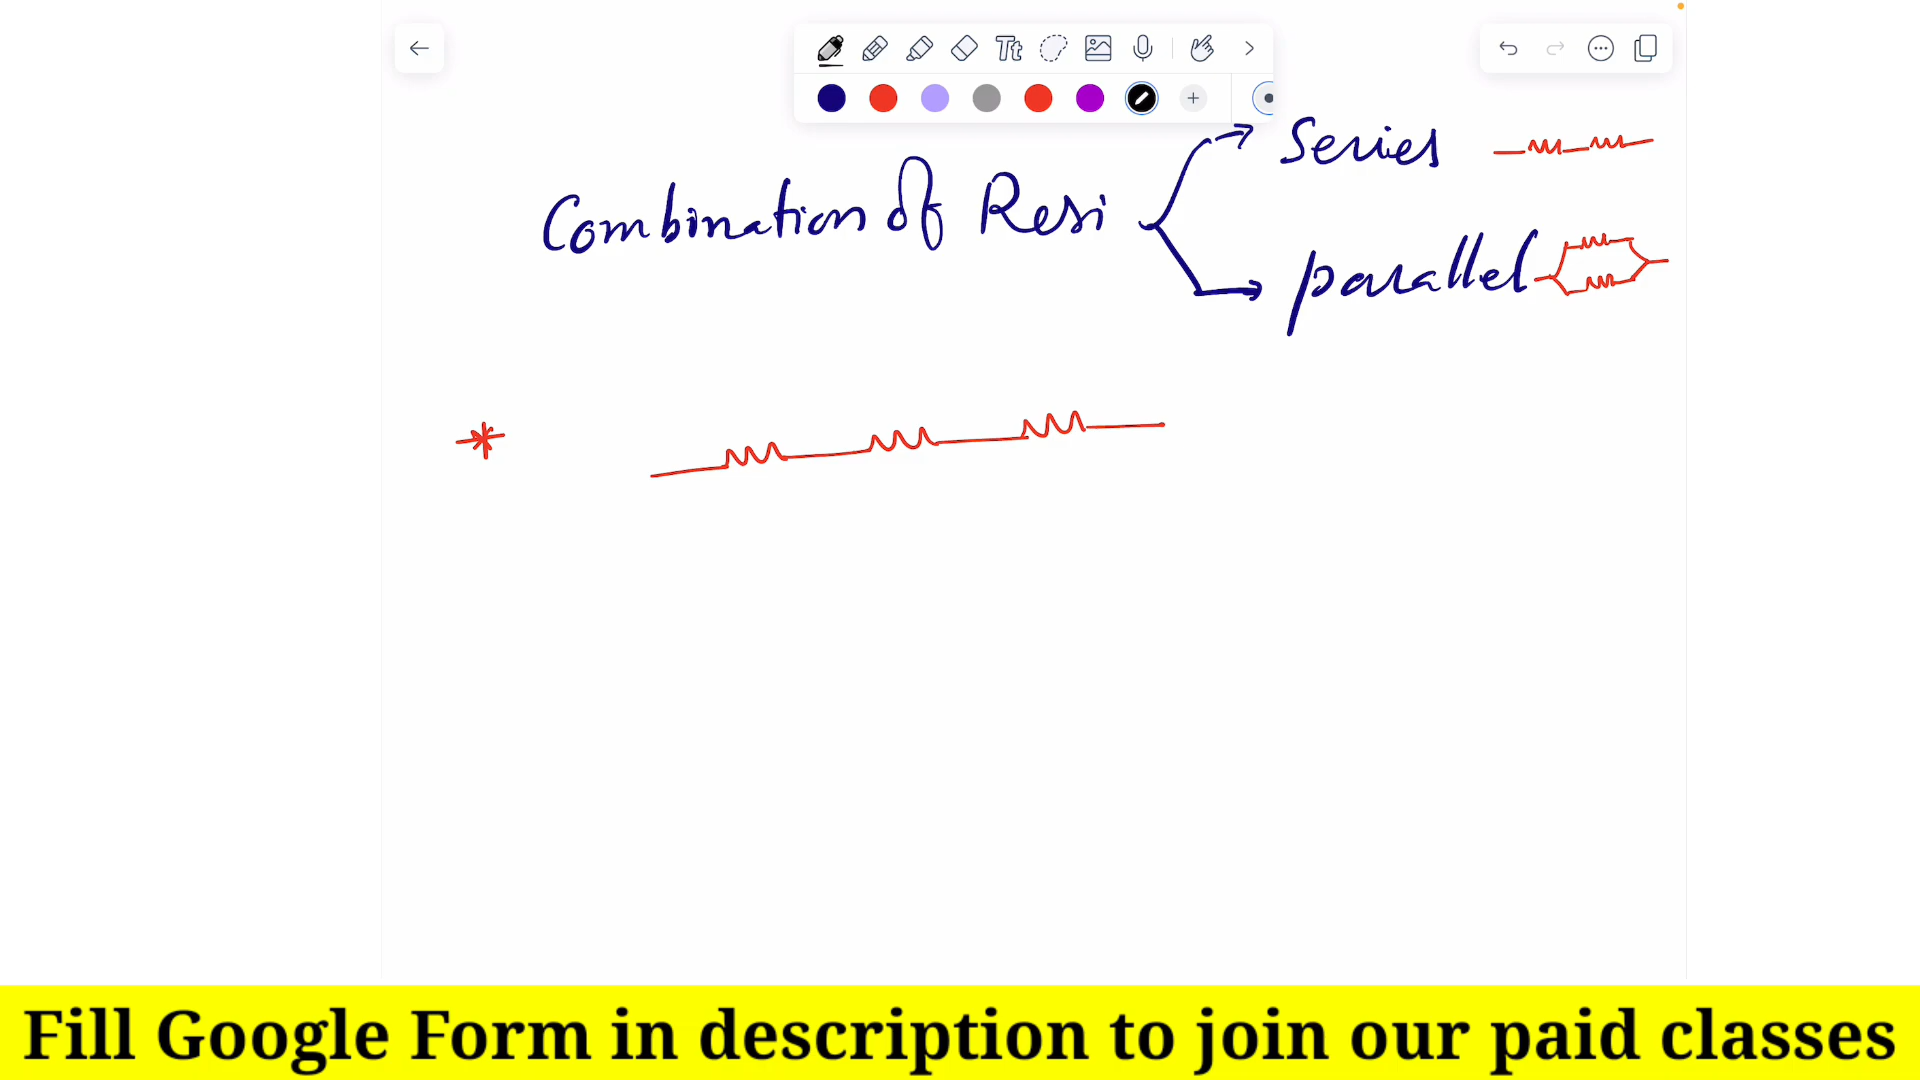 Series
Combination of Resi
parallel
*
Fill Google Form in description to join our paid classes